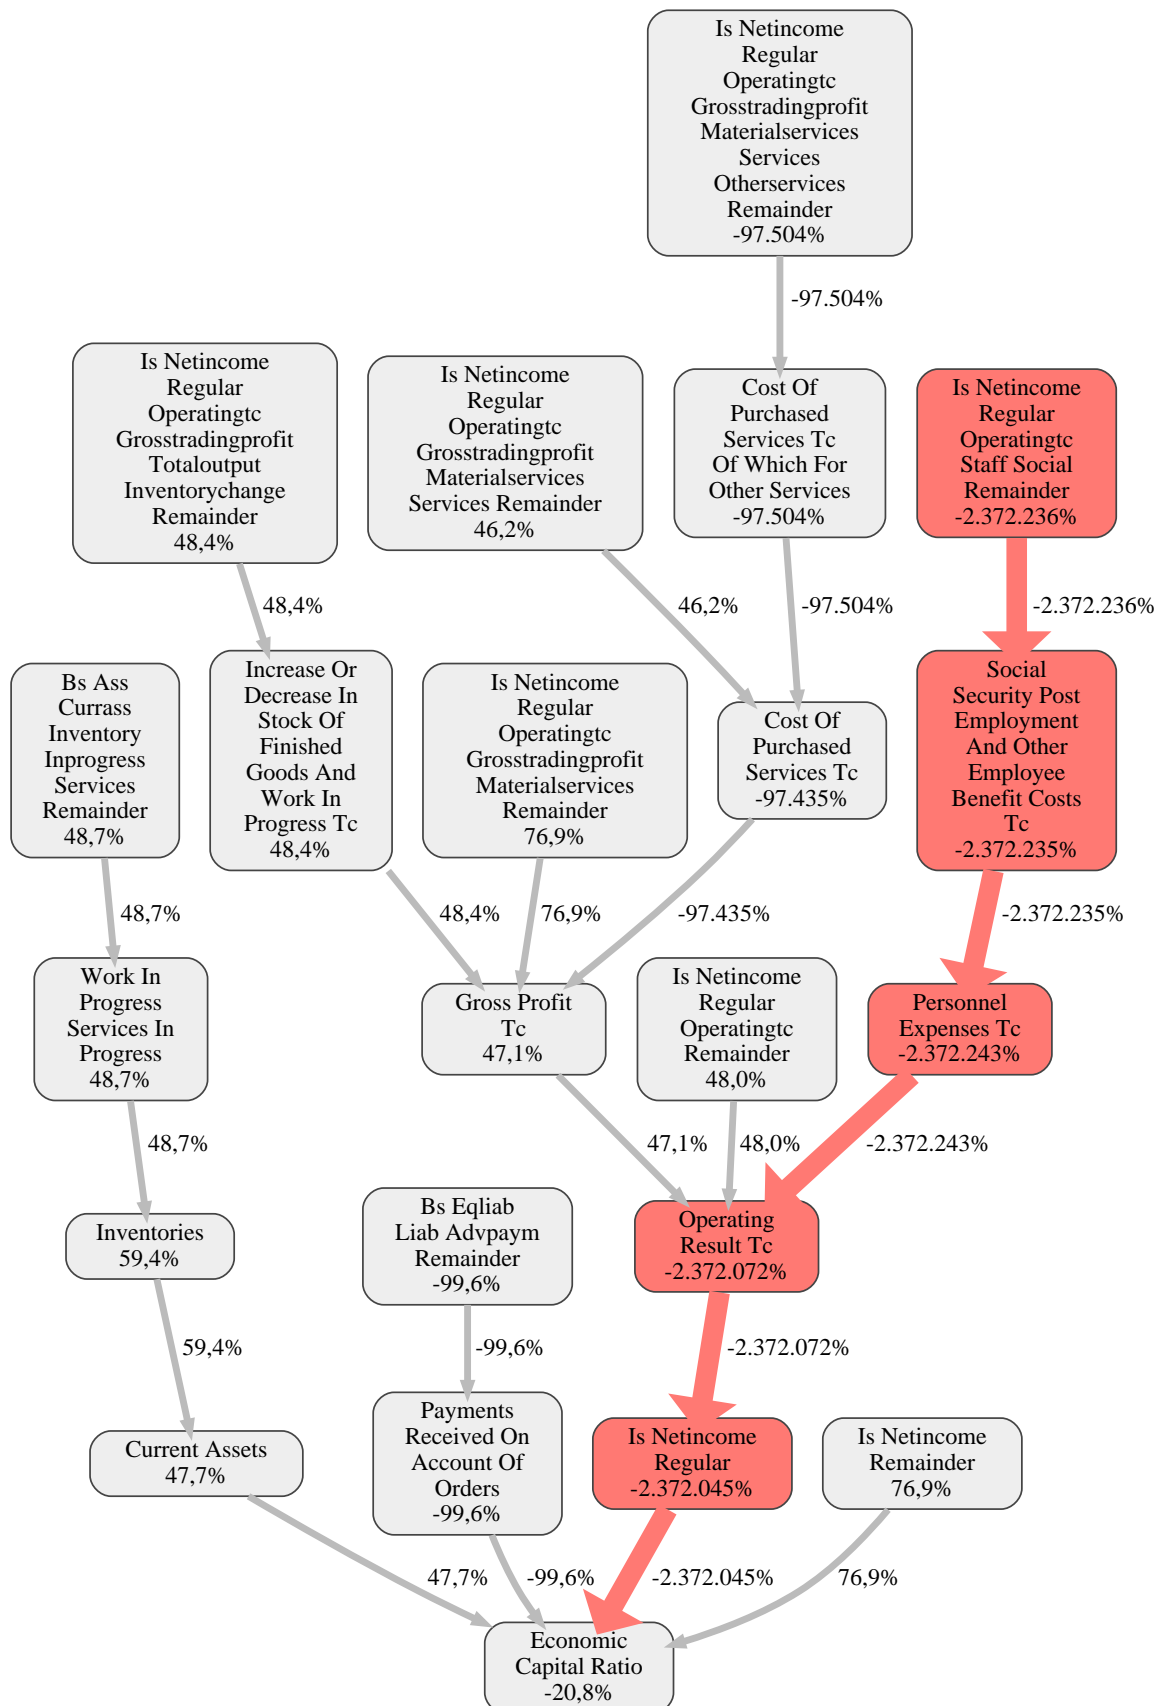 Is Netincome
Regular
Operatingtc
Grosstradingprofit
Materialservices
Services
Otherservices
Remainder
-97.504%
-97.504%
Is Netincome
Regular
Operatingtc
Grosstradingprofit
Totaloutput
Inventorychange
Remainder
48,4%
Is Netincome
Regular
Operatingtc
Grosstradingprofit
Materialservices
Services Remainder
46,2%
Cost Of
Purchased
Services Tc
Of Which For
Other Services
-97.504%
Is Netincome
Regular
Operatingtc
Staff Social
Remainder
-2.372.236%
48,4%
46,2%
-97.504%
-2.372.236%
Bs Ass
Currass
Inventory
Inprogress
Services
Remainder
48,7%
Increase Or
Decrease In
Stock Of
Finished
Goods And
Work In
Progress Tc
48,4%
Is Netincome
Regular
Operatingtc
Grosstradingprofit
Materialservices
Remainder
76,9%
Cost Of
Purchased
Services Tc
-97.435%
Social
Security Post
Employment
And Other
Employee
Benefit Costs
Tc
-2.372.235%
48,7%
48,4%
76,9%
-97.435%
-2.372.235%
Work In
Progress
Services In
Progress
48,7%
Gross Profit
Tc
47,1%
Is Netincome
Regular
Operatingtc
Remainder
48,0%
Personnel
Expenses Tc
-2.372.243%
48,7%
47,1%
48,0%
-2.372.243%
Inventories
59,4%
Bs Eqliab
Liab Advpaym
Remainder
-99,6%
Operating
Result Tc
-2.372.072%
59,4%
-99,6%
-2.372.072%
Current Assets
47,7%
Payments
Received On
Account Of
Orders
-99,6%
Is Netincome
Regular
-2.372.045%
Is Netincome
Remainder
76,9%
47,7%
-99,6%
-2.372.045%
76,9%
Economic
Capital Ratio
-20,8%